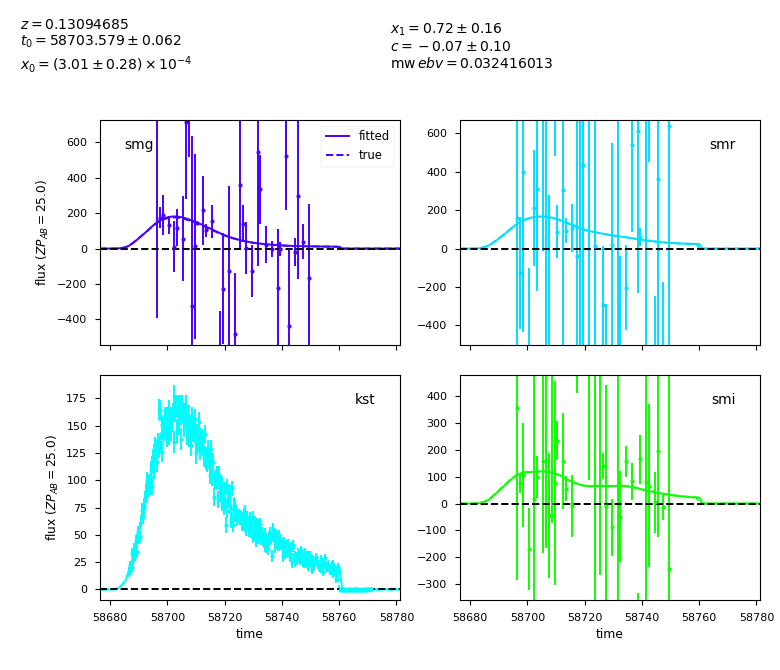 z = 0.13094685
t0 = 58703.579 ± 0.062
x0 = (3.01 ± 0.28) × 10^−4
x1 = 0.72 ± 0.16
c = −0.07 ± 0.10
mw ebv = 0.032416013
600
400
200
0
−200
−400
flux (ZP_AB = 25.0)
smg
fitted
true
600
400
200
0
−200
−400
smr
175
150
125
100
75
50
25
0
flux (ZP_AB = 25.0)
kst
58680 58700 58720 58740 58760 58780
time
400
300
200
100
0
−100
−200
−300
smi
58680 58700 58720 58740 58760 58780
time